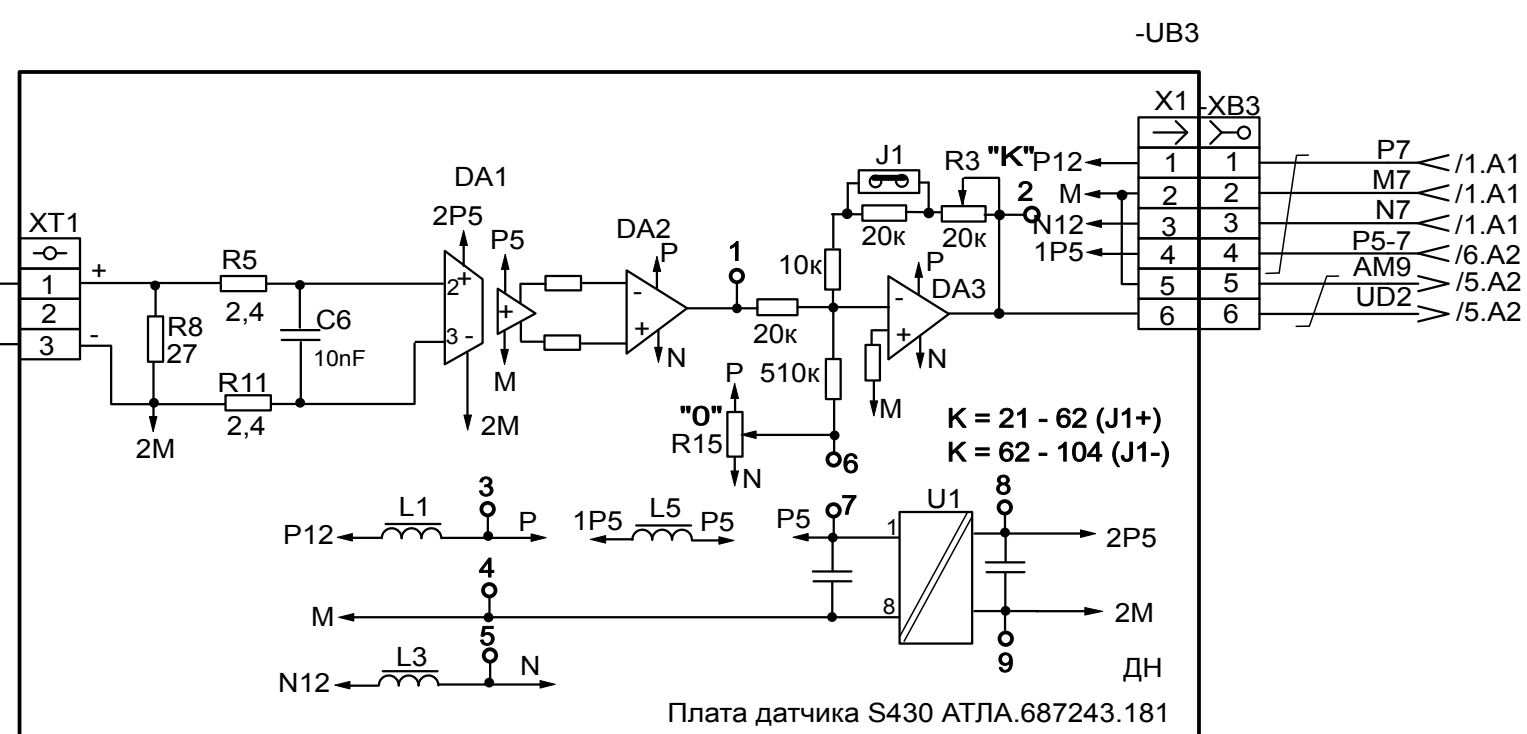 -UB3
X1 -XB3
1 1 P7 /1.A1
2 2 M7 /1.A1
3 3 N7 /1.A1
4 4 P5-7 /6.A2
5 5 AM9 /5.A2
6 6 UD2 /5.A2
P12
M
N12
1P5
J1 R3 "K"
2
20к 20к
10к
DA1
2P5
P5
DA2
P
1
P
DA3
XT1
1 +
2
3 -
R5
2,4
R8
27
C6
10nF
R11
2,4
2M
2 +
3 -
+
M
2M
-
+
N
20к
-
+
N
510к
M
P
"0"
R15
N
6
K = 21 - 62 (J1+)
K = 62 - 104 (J1-)
P12 L1 3 P
1P5 L5 P5
P5 7 1 U1 8 2P5
M 4 8 2M
9
N12 L3 5 N
ДН
Плата датчика S430 АТЛА.687243.181